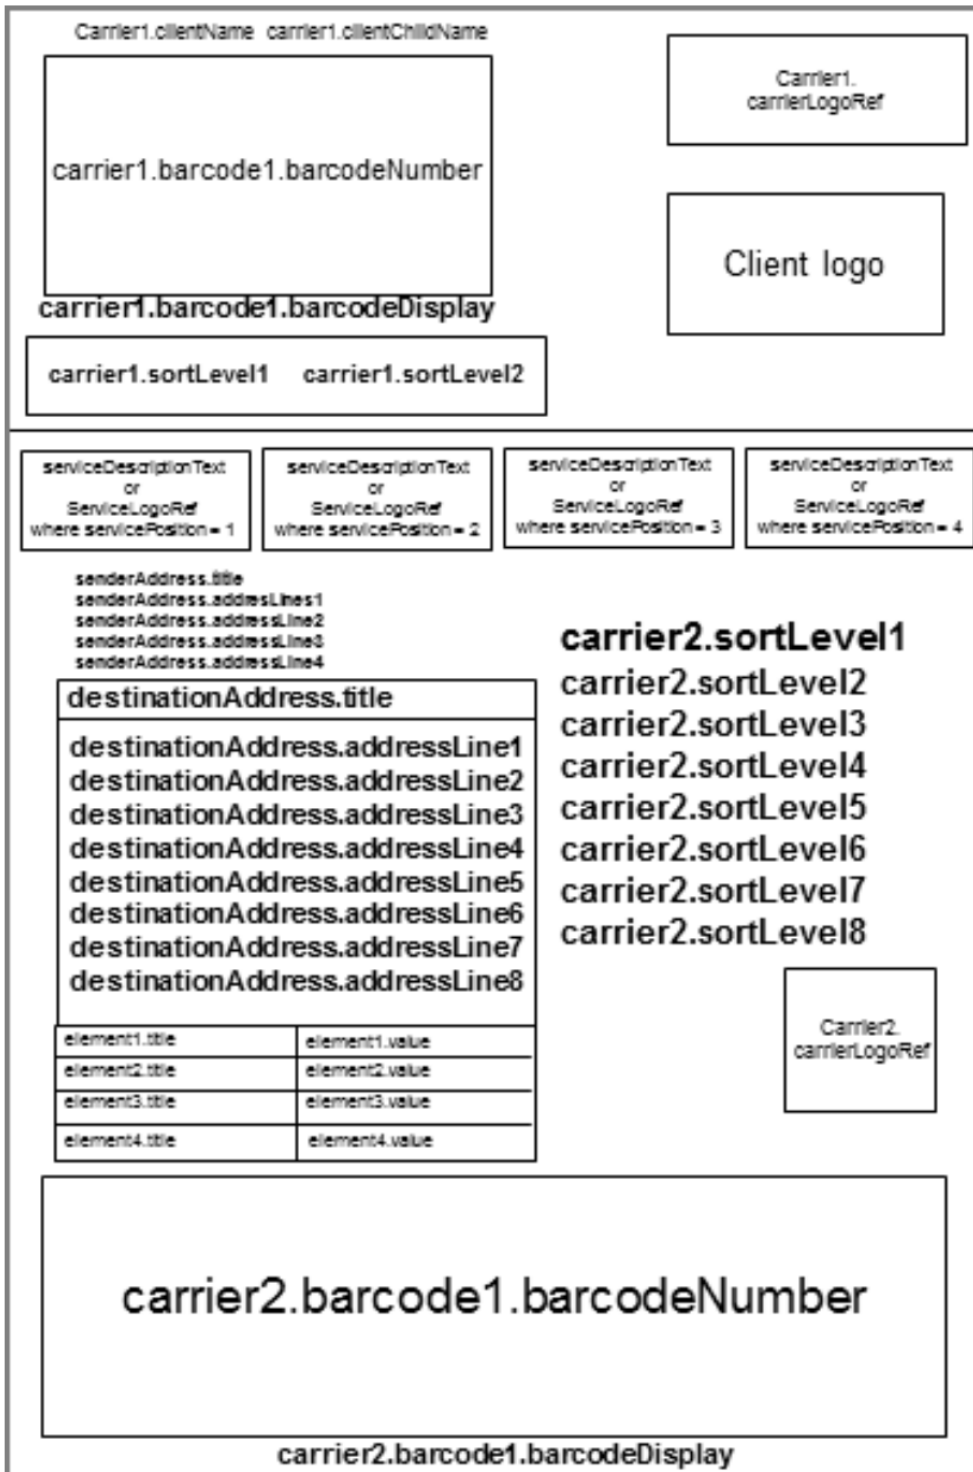 Carrier1.clientName carrier1.clientChildName
Carrier1.
carrierLogoRef
carrier1.barcode1.barcodeNumber
Client logo
carrier1.barcode1.barcodeDisplay
carrier1.sortLevel1 carrier1.sortLevel2
serviceDescriptionText
or
ServiceLogoRef
where servicePosition = 1
serviceDescriptionText
or
ServiceLogoRef
where servicePosition = 2
serviceDescriptionText
or
ServiceLogoRef
where servicePosition = 3
serviceDescriptionText
or
ServiceLogoRef
where servicePosition = 4
senderAddress.title
senderAddress.addresLines1
senderAddress.addressLine2
senderAddress.addressLine3
senderAddress.addressLine4
destinationAddress.title
destinationAddress.addressLine1
destinationAddress.addressLine2
destinationAddress.addressLine3
destinationAddress.addressLine4
destinationAddress.addressLine5
destinationAddress.addressLine6
destinationAddress.addressLine7
destinationAddress.addressLine8
carrier2.sortLevel1
carrier2.sortLevel2
carrier2.sortLevel3
carrier2.sortLevel4
carrier2.sortLevel5
carrier2.sortLevel6
carrier2.sortLevel7
carrier2.sortLevel8
Carrier2.
carrierLogoRef
element1.title element1.value
element2.title element2.value
element3.title element3.value
element4.title element4.value
carrier2.barcode1.barcodeNumber
carrier2.barcode1.barcodeDisplay